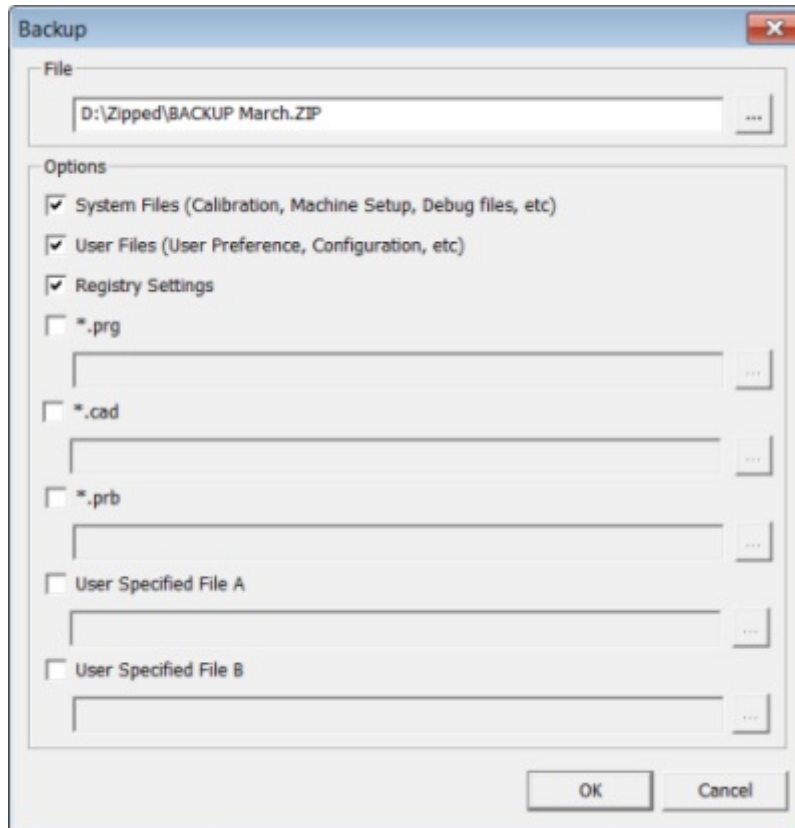 Backup
File
D:\Zipped\BACKUP March.ZIP
...
Options
System Files (Calibration, Machine Setup, Debug files, etc)
User Files (User Preference, Configuration, etc)
Registry Settings
*.prg
...
*.cad
...
*.prb
...
User Specified File A
...
User Specified File B
...
OK Cancel